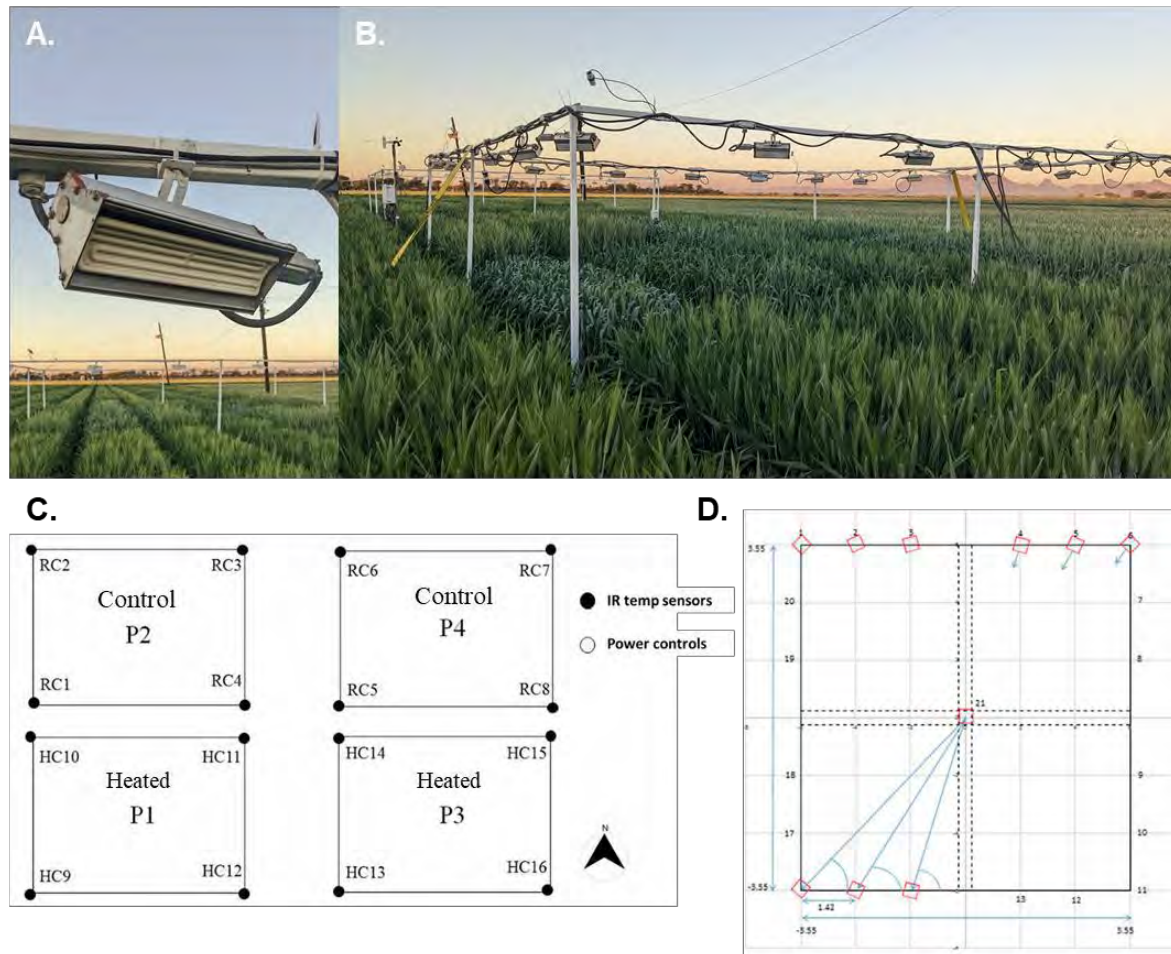 A.
B.
C.
RC2
RC3
Control
P2
RC1
RC4
RC6
RC7
Control
P4
RC5
RC8
IR temp sensors
Power controls
HC10
HC11
Heated
P1
HC9
HC12
HC14
HC15
Heated
P3
HC13
HC16
N
D.
1
2
3
4
5
6
3.55
20
7
19
8
21
18
9
17
10
-3.55
13
12
11
1.42
-3.55
3.55